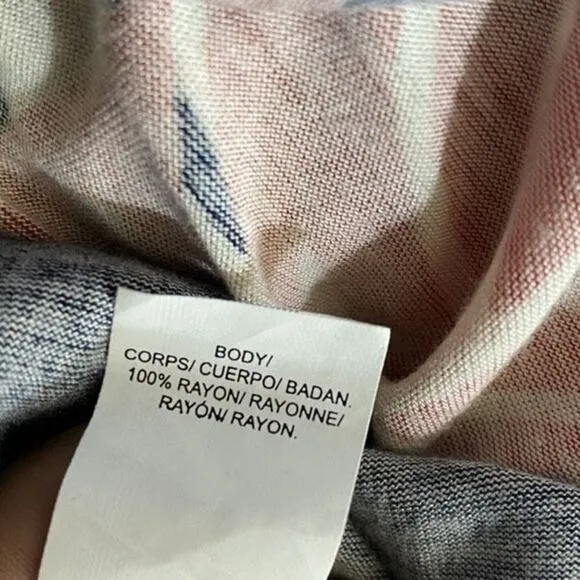 BODY/
CORPS/ CUERPO/ BADAN.
100% RAYON/ RAYONNE/
RAYÓN/ RAYON.